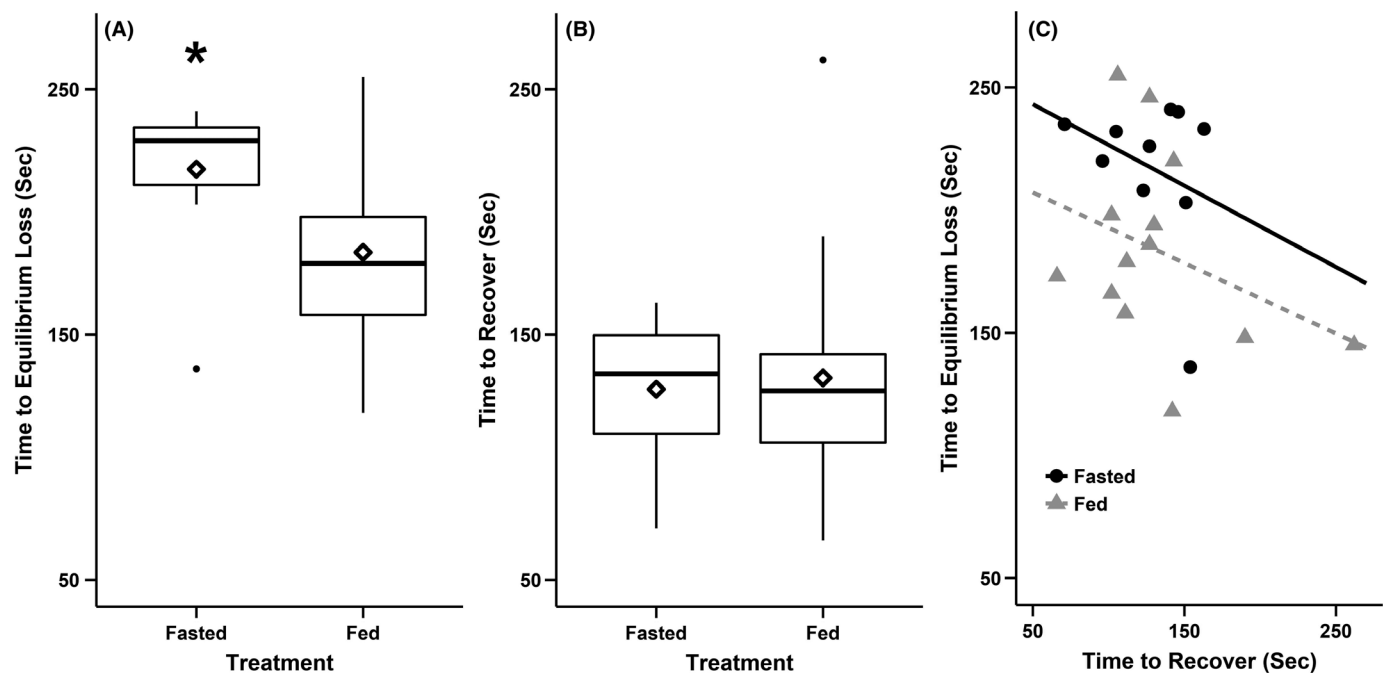 (A)
*
250
150
50
Time to Equilibrium Loss (Sec)
Fasted
Fed
Treatment
(B)
250
150
50
Time to Recover (Sec)
Fasted
Fed
Treatment
(C)
250
150
50
Time to Equilibrium Loss (Sec)
Fasted
Fed
50
150
250
Time to Recover (Sec)